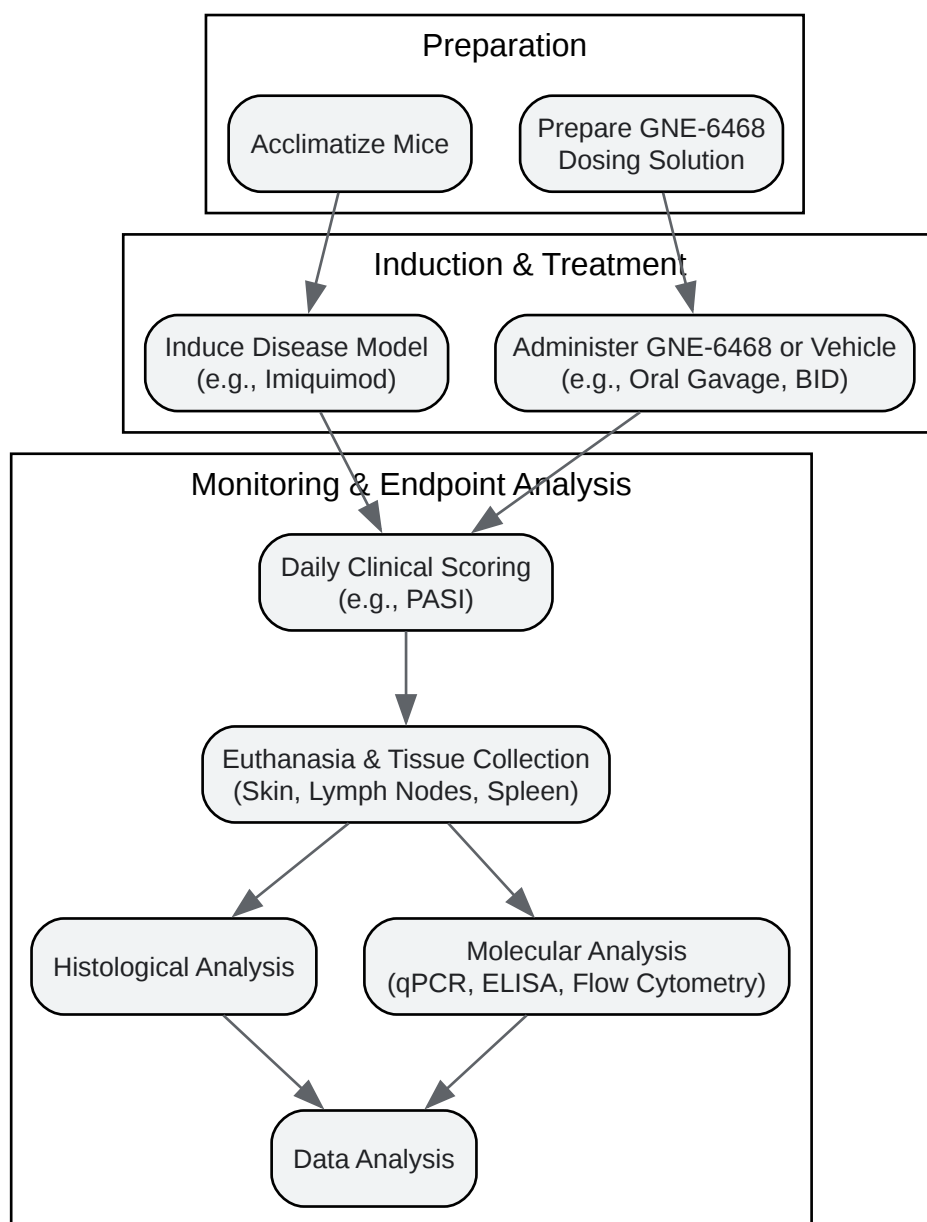 Preparation
Acclimatize Mice
Prepare GNE-6468
Dosing Solution
Induction & Treatment
Induce Disease Model
(e.g., Imiquimod)
Administer GNE-6468 or Vehicle
(e.g., Oral Gavage, BID)
Monitoring & Endpoint Analysis
Daily Clinical Scoring
(e.g., PASI)
Euthanasia & Tissue Collection
(Skin, Lymph Nodes, Spleen)
Histological Analysis
Molecular Analysis
(qPCR, ELISA, Flow Cytometry)
Data Analysis